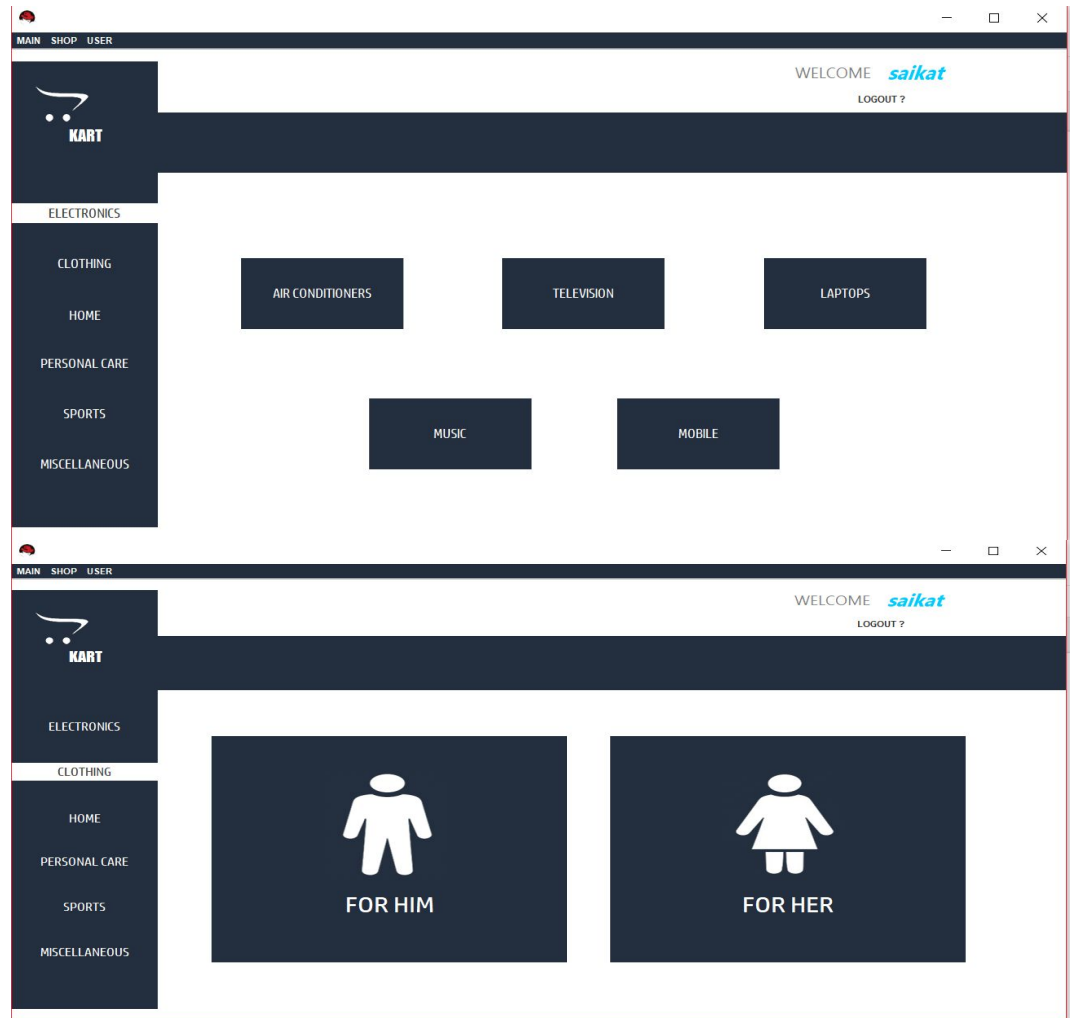 MAIN SHOP USER
WELCOME saikat
LOGOUT ?
KART
ELECTRONICS
CLOTHING
HOME
PERSONAL CARE
SPORTS
MISCELLANEOUS
AIR CONDITIONERS
TELEVISION
LAPTOPS
MUSIC
MOBILE
MAIN SHOP USER
WELCOME saikat
LOGOUT ?
KART
ELECTRONICS
CLOTHING
HOME
PERSONAL CARE
SPORTS
MISCELLANEOUS
FOR HIM
FOR HER